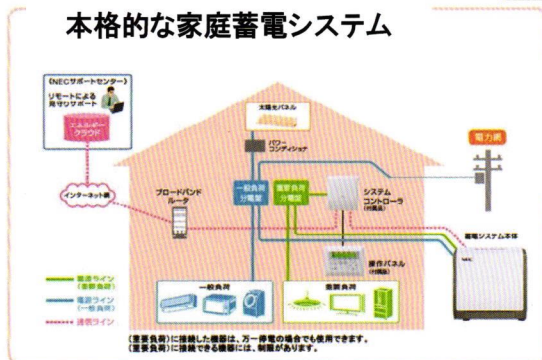 本格的な家庭蓄電システム
(NECサポートセンター)
リモートによる
見守りサポート
エネルギー
クラウド
インターネット網
ブロードバンド
ルータ
太陽光パネル
パワー
コンディショナ
一般負荷
分電盤
重要負荷
分電盤
システム
コントローラ
(付属品)
操作パネル
(付属品)
電力網
蓄電システム本体
NEC
電源ライン
(重要負荷)
電源ライン
(一般負荷)
通信ライン
一般負荷
重要負荷
(重要負荷)に接続した機器は、万一停電の場合でも使用できます。
(重要負荷)に接続できる機器には、制限があります。